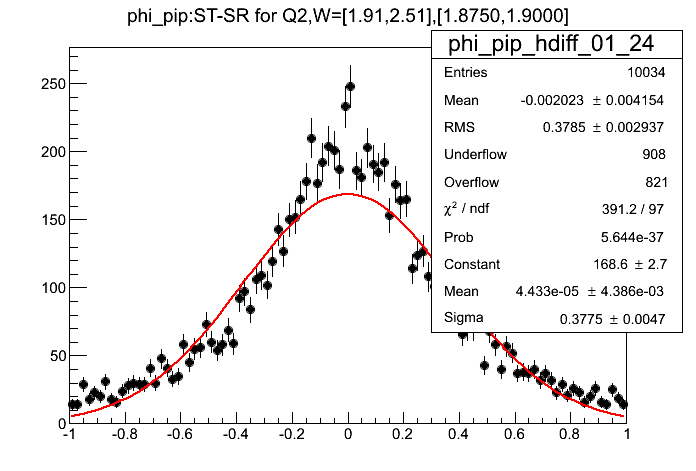 phi_pip:ST-SR for Q2,W=[1.91,2.51],[1.8750,1.9000]
phi_pip_hdiff_01_24
Entries 10034
Mean -0.002023 ± 0.004154
RMS 0.3785 ± 0.002937
Underflow 908
Overflow 821
χ² / ndf 391.2 / 97
Prob 5.644e-37
Constant 168.6 ± 2.7
Mean 4.433e-05 ± 4.386e-03
Sigma 0.3775 ± 0.0047
250
200
150
100
50
0
-1 -0.8 -0.6 -0.4 -0.2 0 0.2 0.4 0.6 0.8 1